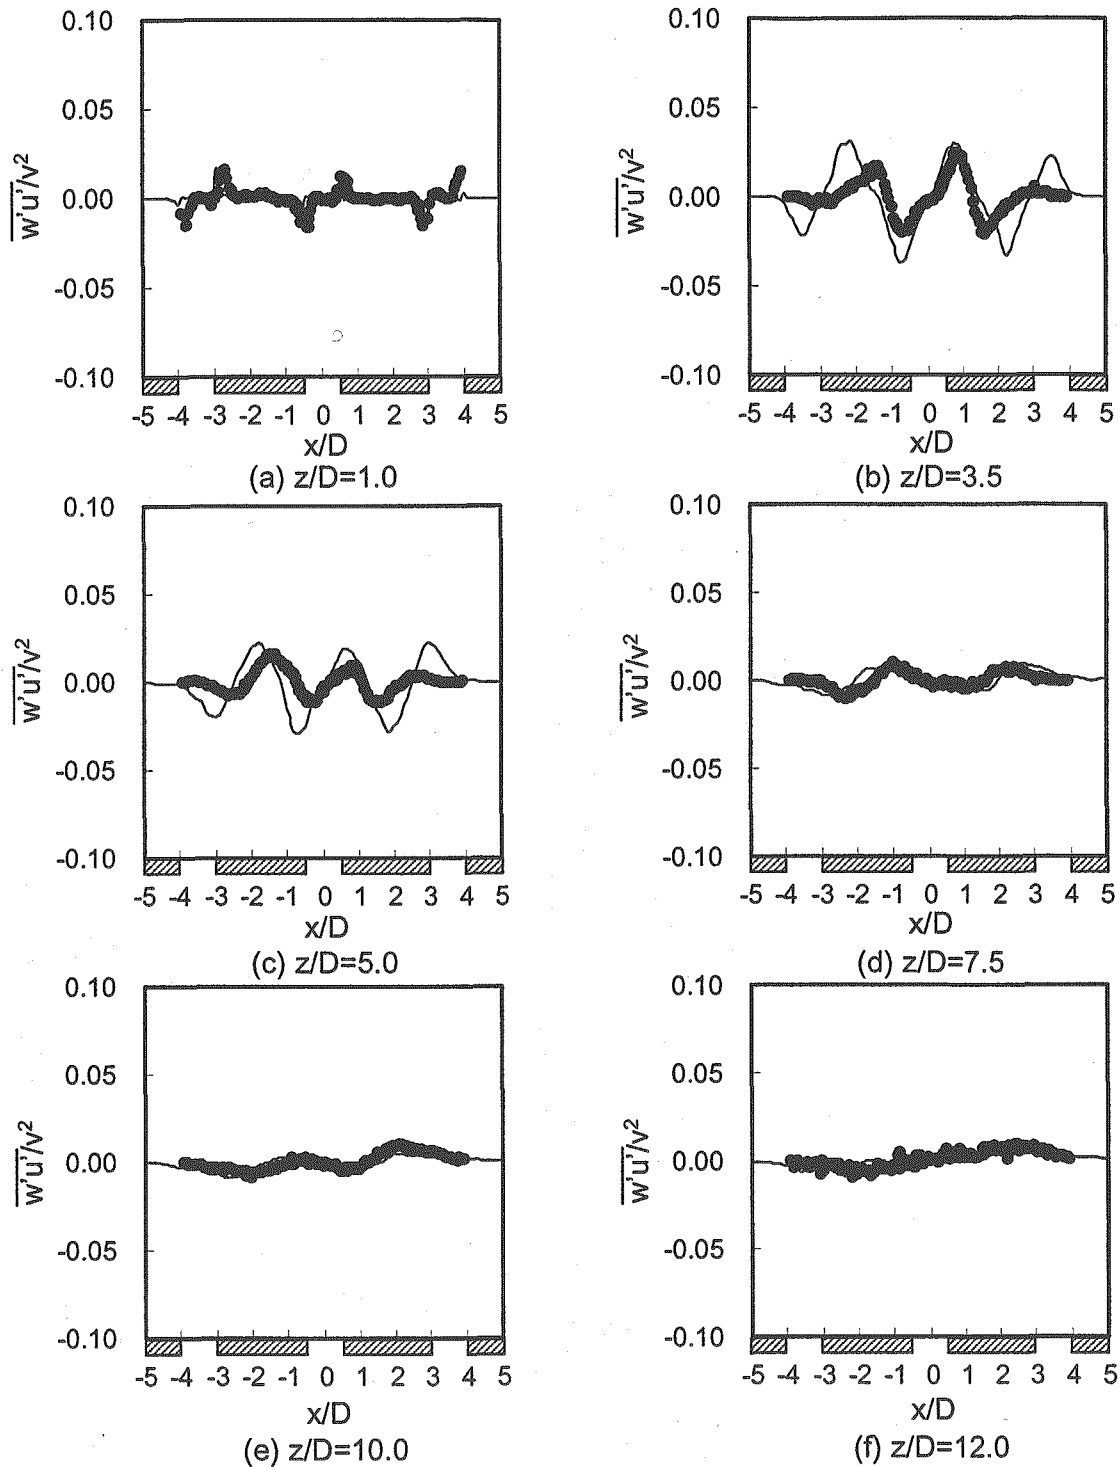 0.10
0.05
0.00
-0.05
-0.10
w'u'/v²
-5 -4 -3 -2 -1 0 1 2 3 4 5
x/D
(a) z/D=1.0
0.10
0.05
0.00
-0.05
-0.10
w'u'/v²
-5 -4 -3 -2 -1 0 1 2 3 4 5
x/D
(b) z/D=3.5
0.10
0.05
0.00
-0.05
-0.10
w'u'/v²
-5 -4 -3 -2 -1 0 1 2 3 4 5
x/D
(c) z/D=5.0
0.10
0.05
0.00
-0.05
-0.10
w'u'/v²
-5 -4 -3 -2 -1 0 1 2 3 4 5
x/D
(d) z/D=7.5
0.10
0.05
0.00
-0.05
-0.10
w'u'/v²
-5 -4 -3 -2 -1 0 1 2 3 4 5
x/D
(e) z/D=10.0
0.10
0.05
0.00
-0.05
-0.10
w'u'/v²
-5 -4 -3 -2 -1 0 1 2 3 4 5
x/D
(f) z/D=12.0